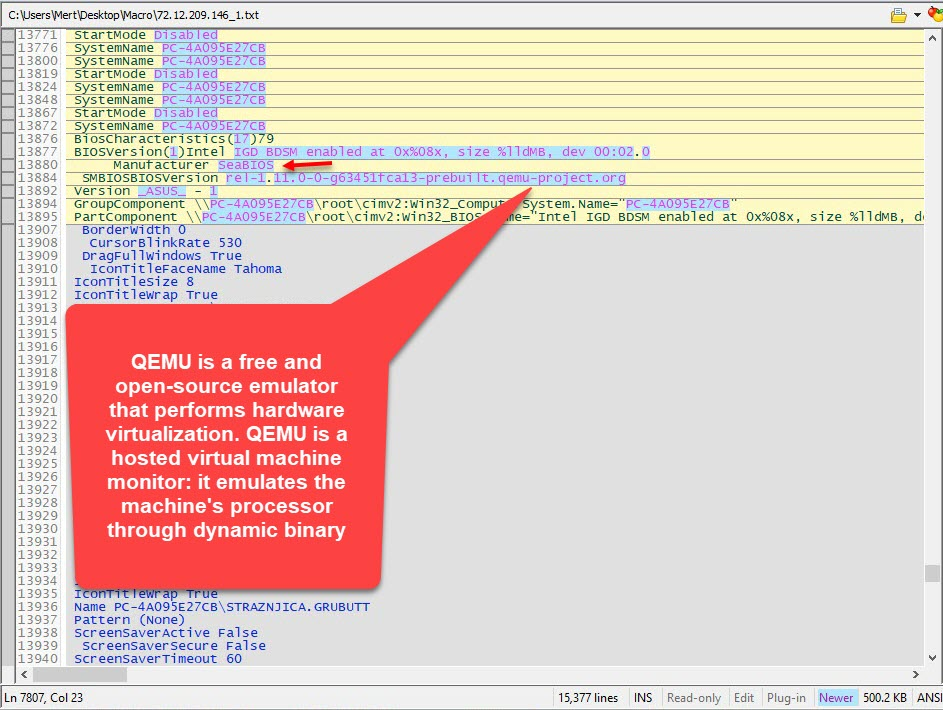 C:\Users\Mert\Desktop\Macro\72.12.209.146_1.txt
13771 StartMode Disabled
13776 SystemName PC-4A095E27CB
13800 SystemName PC-4A095E27CB
13819 StartMode Disabled
13824 SystemName PC-4A095E27CB
13848 SystemName PC-4A095E27CB
13867 StartMode Disabled
13872 SystemName PC-4A095E27CB
13876 BiosCharacteristics(17)79
13877 BIOSVersion(1)Intel IGD BDSM enabled at 0x%08x, size %lldMB, dev 00:02.0
13880 Manufacturer SeaBIOS
13884 SMBIOSBIOSVersion rel-1.11.0-0-g63451fca13-prebuilt.qemu-project.org
13892 Version _ASUS_ - 1
13894 GroupComponent \\PC-4A095E27CB\root\cimv2:Win32_Compute System.Name="PC-4A095E27CB"
13895 PartComponent \\PC-4A095E27CB\root\cimv2:Win32_BIOS ame="Intel IGD BDSM enabled at 0x%08x, size %lldMB, d
13907 BorderWidth 0
13908 CursorBlinkRate 530
13909 DragFullWindows True
13910 IconTitleFaceName Tahoma
13911 IconTitleSize 8
13912 IconTitleWrap True
13913
13914
13915
13916
13917
13918
13919
13920
13921
13922
13923
13924
13925
13926
13927
13928
13929
13930
13931
13932
13933
13934
13935 IconTitleWrap True
13936 Name PC-4A095E27CB\STRAZNJICA.GRUBUTT
13937 Pattern (None)
13938 ScreenSaverActive False
13939 ScreenSaverSecure False
13940 ScreenSaverTimeout 60
QEMU is a free and
open-source emulator
that performs hardware
virtualization. QEMU is a
hosted virtual machine
monitor: it emulates the
machine's processor
through dynamic binary
Ln 7807, Col 23 15,377 lines INS Read-only Edit Plug-in Newer 500.2 KB ANSI